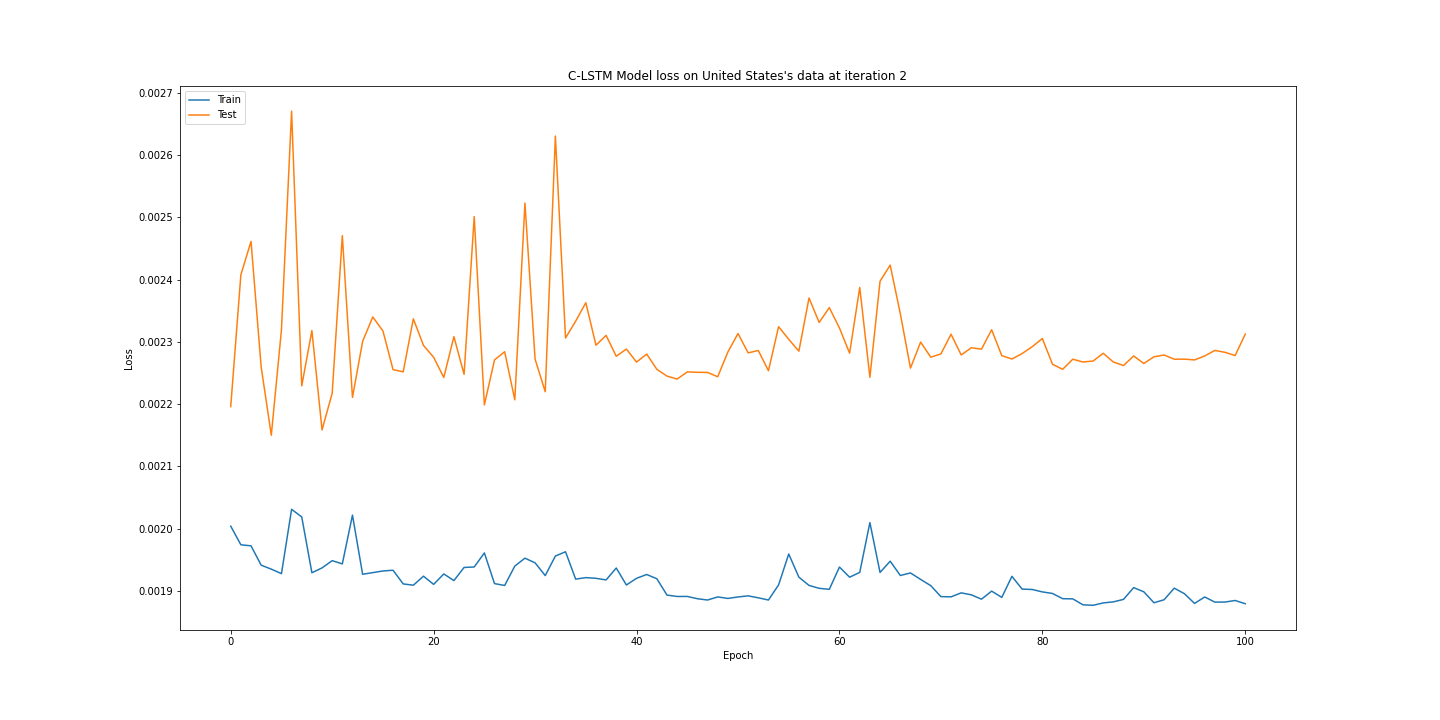 C-LSTM Model loss on United States's data at iteration 2
Train
Test
0.0027
0.0026
0.0025
0.0024
0.0023
0.0022
0.0021
0.0020
0.0019
Loss
0 20 40 60 80 100
Epoch